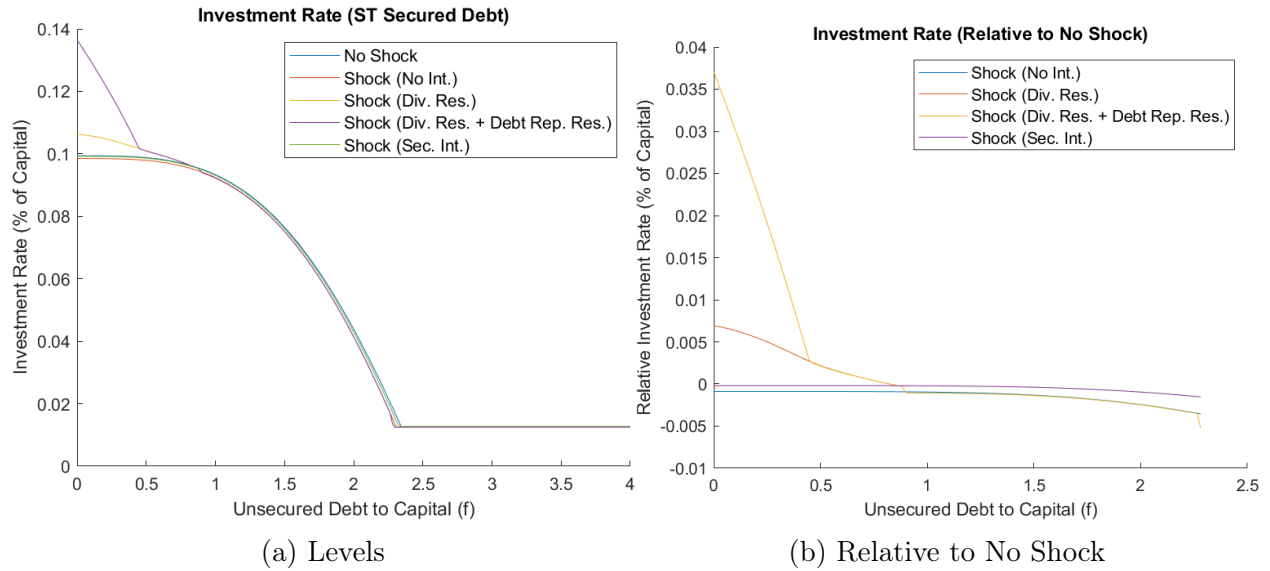 Investment Rate (ST Secured Debt)
0.14
0.12
0.1
0.08
0.06
0.04
0.02
0
Investment Rate (% of Capital)
No Shock
Shock (No Int.)
Shock (Div. Res.)
Shock (Div. Res. + Debt Rep. Res.)
Shock (Sec. Int.)
0 0.5 1 1.5 2 2.5 3 3.5 4
Unsecured Debt to Capital (f)
(a) Levels
Investment Rate (Relative to No Shock)
0.04
0.035
0.03
0.025
0.02
0.015
0.01
0.005
0
-0.005
-0.01
Relative Investment Rate (% of Capital)
Shock (No Int.)
Shock (Div. Res.)
Shock (Div. Res. + Debt Rep. Res.)
Shock (Sec. Int.)
0 0.5 1 1.5 2 2.5
Unsecured Debt to Capital (f)
(b) Relative to No Shock